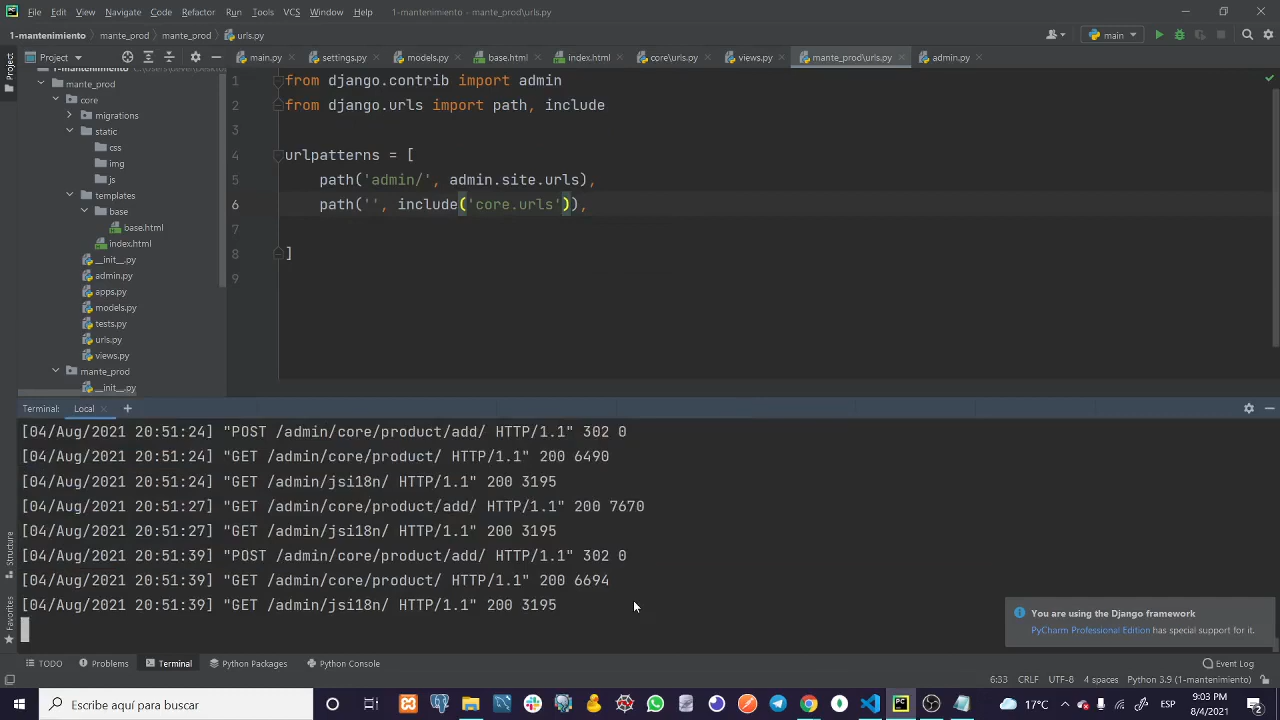 File Edit View Navigate Code Refactor Run Tools VCS Window Help 1-mantenimiento - mante_prod\urls.py
1-mantenimiento mante_prod mante_prod urls.py main
Project main.py settings.py models.py base.html index.html core\urls.py views.py mante_prod\urls.py admin.py
Project
mante_prod
core
migrations
static
css
img
js
templates
base
base.html
index.html
__init__.py
admin.py
apps.py
models.py
tests.py
urls.py
views.py
mante_prod
__init__.py
1 from django.contrib import admin
2 from django.urls import path, include
3
4 urlpatterns = [
5 path('admin/', admin.site.urls),
6 path('', include('core.urls')),
7
8 ]
9
Terminal: Local +
[04/Aug/2021 20:51:24] "POST /admin/core/product/add/ HTTP/1.1" 302 0
[04/Aug/2021 20:51:24] "GET /admin/core/product/ HTTP/1.1" 200 6490
[04/Aug/2021 20:51:24] "GET /admin/jsi18n/ HTTP/1.1" 200 3195
[04/Aug/2021 20:51:27] "GET /admin/core/product/add/ HTTP/1.1" 200 7670
[04/Aug/2021 20:51:27] "GET /admin/jsi18n/ HTTP/1.1" 200 3195
[04/Aug/2021 20:51:39] "POST /admin/core/product/add/ HTTP/1.1" 302 0
[04/Aug/2021 20:51:39] "GET /admin/core/product/ HTTP/1.1" 200 6694
[04/Aug/2021 20:51:39] "GET /admin/jsi18n/ HTTP/1.1" 200 3195
Structure
Favorites
You are using the Django framework
PyCharm Professional Edition has special support for it.
TODO Problems Terminal Python Packages Python Console Event Log
6:33 CRLF UTF-8 4 spaces Python 3.9 (1-mantenimiento)
Escribe aquí para buscar
17°C
ESP
09:03 PM
8/4/2021